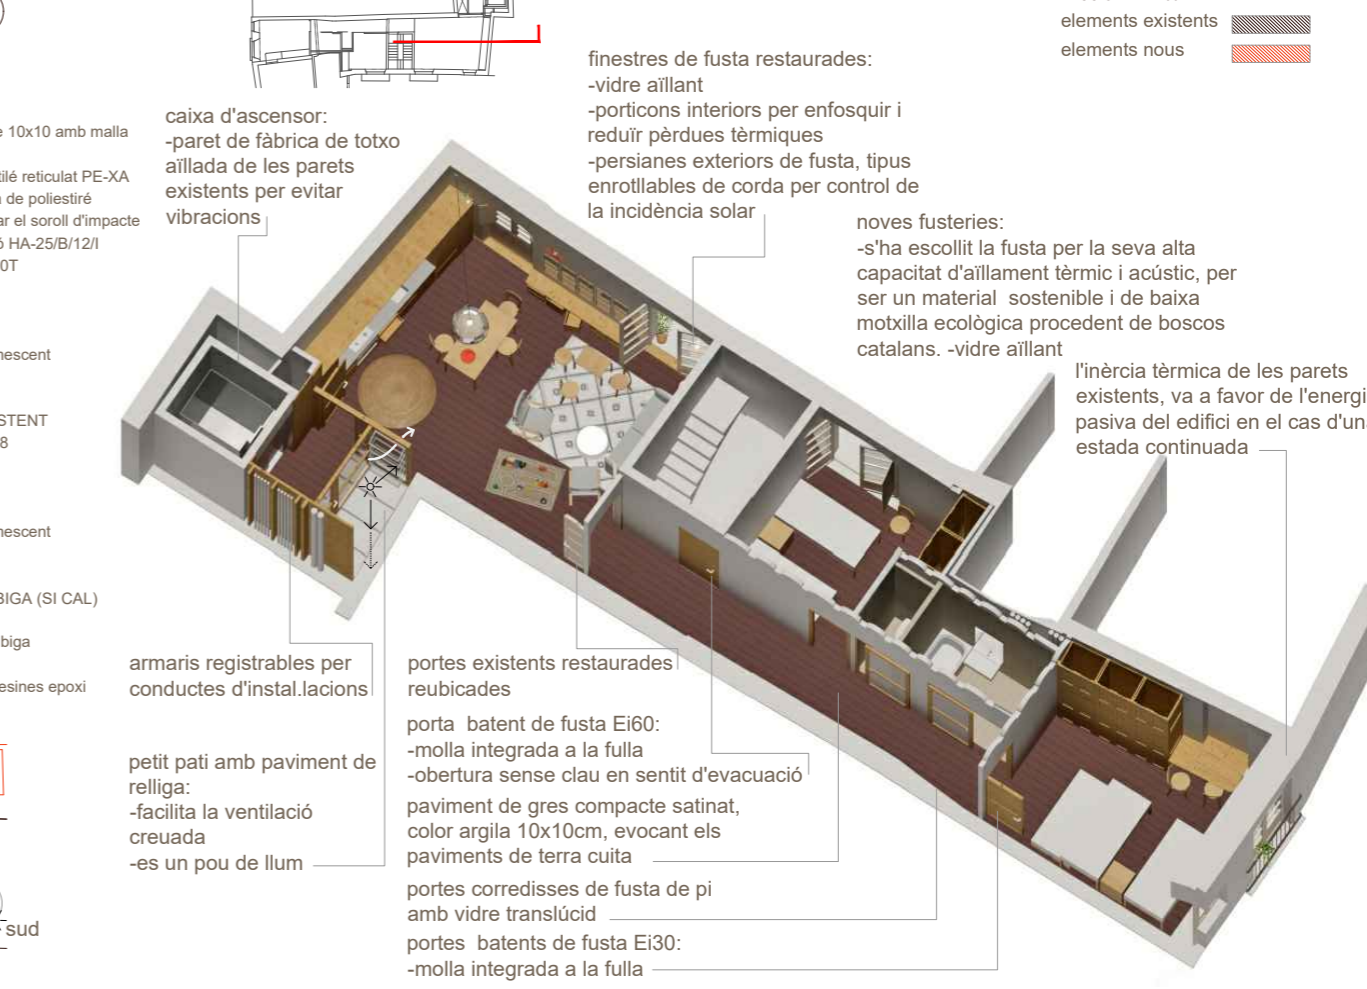 elements existents
elements nous
finestres de fusta restaurades:
-vidre aïllant
-porticons interiors per enfosquir i
reduïr pèrdues tèrmiques
-persianes exteriors de fusta, tipus
enrotllables de corda per control de
la incidència solar
caixa d'ascensor:
-paret de fàbrica de totxo
aïllada de les parets
existents per evitar
vibracions
10x10 amb malla
reticulat PE-XA
de poliestiré
ar el soroll d'impacte
HA-25/B/12/I
noves fusteries:
-s'ha escollit la fusta per la seva alta
capacitat d'aïllament tèrmic i acústic, per
ser un material sostenible i de baixa
motxilla ecològica procedent de boscos
catalans. -vidre aïllant
l'inèrcia tèrmica de les parets
existents, va a favor de l'energi
pasiva del edifici en el cas d'una
estada continuada
nescent
STENT
8
nescent
BIGA (SI CAL)
biga
esines epoxi
armaris registrables per
conductes d'instal.lacions
petit pati amb paviment de
relliga:
-facilita la ventilació
creuada
-es un pou de llum
portes existents restaurades
reubicades
porta batent de fusta Ei60:
-molla integrada a la fulla
-obertura sense clau en sentit d'evacuació
paviment de gres compacte satinat,
color argila 10x10cm, evocant els
paviments de terra cuita
portes corredisses de fusta de pi
amb vidre translúcid
portes batents de fusta Ei30:
-molla integrada a la fulla
sud